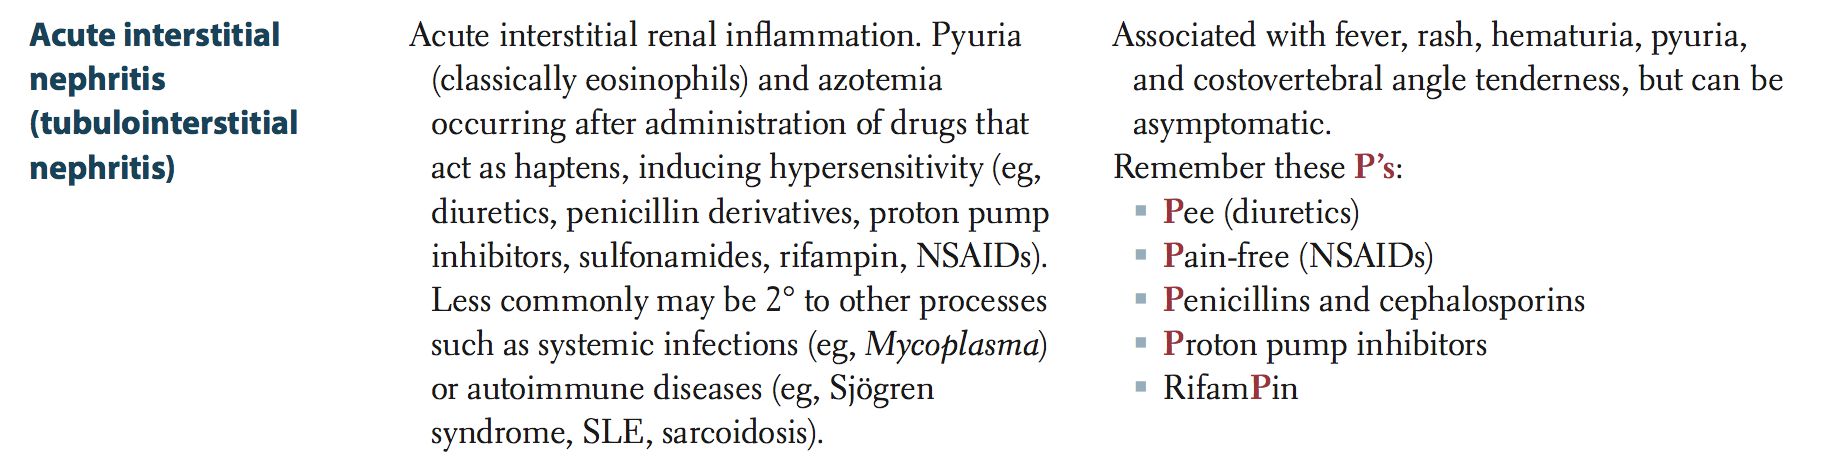 Acute interstitial
nephritis
(tubulointerstitial
nephritis)
Acute interstitial renal inflammation. Pyuria
(classically eosinophils) and azotemia
occurring after administration of drugs that
act as haptens, inducing hypersensitivity (eg,
diuretics, penicillin derivatives, proton pump
inhibitors, sulfonamides, rifampin, NSAIDs).
Less commonly may be 2° to other processes
such as systemic infections (eg, Mycoplasma)
or autoimmune diseases (eg, Sjögren
syndrome, SLE, sarcoidosis).
Associated with fever, rash, hematuria, pyuria,
and costovertebral angle tenderness, but can be
asymptomatic.
Remember these P's:
▪ Pee (diuretics)
▪ Pain-free (NSAIDs)
▪ Penicillins and cephalosporins
▪ Proton pump inhibitors
▪ RifamPin